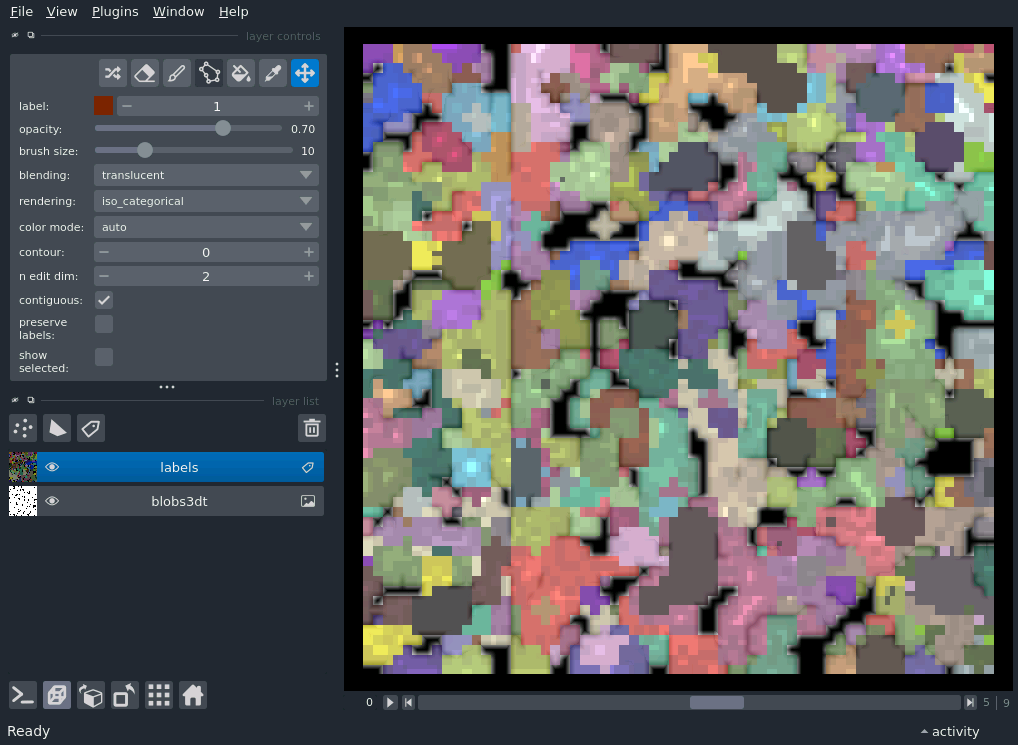 File View Plugins Window Help
layer controls
label: 1
opacity: 0.70
brush size: 10
blending: translucent
rendering: iso_categorical
color mode: auto
contour: 0
n edit dim: 2
contiguous:
preserve
labels:
show
selected:
layer list
labels
blobs3dt
0 5 9
Ready activity